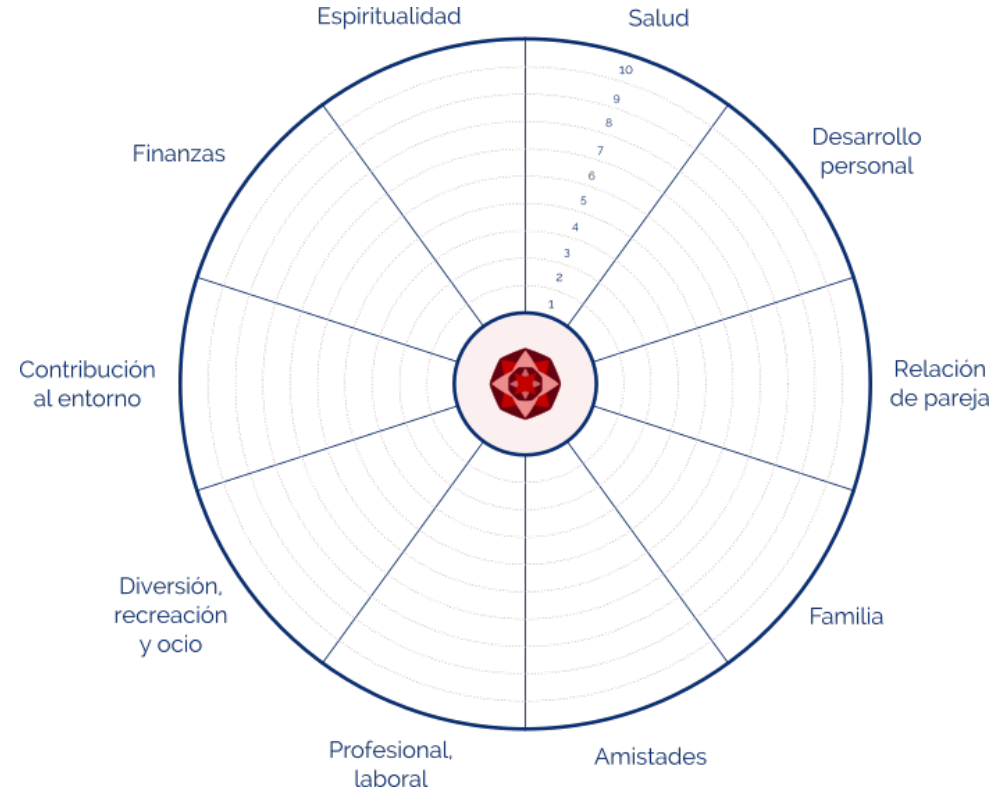 Espiritualidad
Salud
10
9
8
7
6
5
4
3
2
1
Desarrollo
personal
Relación
de pareja
Familia
Amistades
Profesional,
laboral
Diversión,
recreación
y ocio
Contribución
al entorno
Finanzas